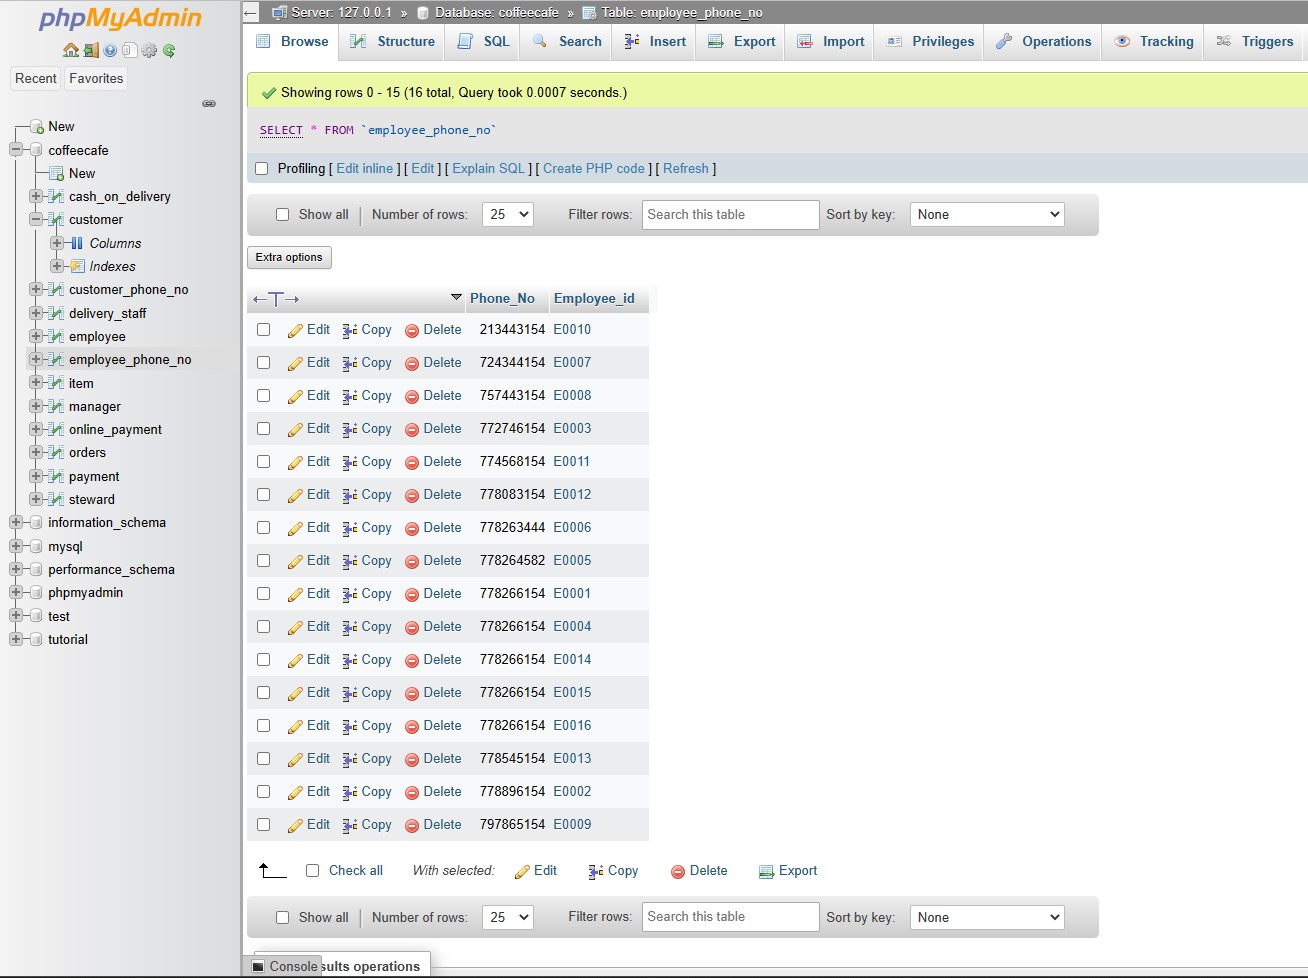 phpMyAdmin
Recent Favorites
New
coffeecafe
New
cash_on_delivery
customer
Columns
Indexes
customer_phone_no
delivery_staff
employee
employee_phone_no
item
manager
online_payment
orders
payment
steward
information_schema
mysql
performance_schema
phpmyadmin
test
tutorial
Server: 127.0.0.1 » Database: coffeecafe » Table: employee_phone_no
Browse Structure SQL Search Insert Export Import Privileges Operations Tracking Triggers
Showing rows 0 - 15 (16 total, Query took 0.0007 seconds.)
SELECT * FROM `employee_phone_no`
Profiling [ Edit inline ] [ Edit ] [ Explain SQL ] [ Create PHP code ] [ Refresh ]
Show all | Number of rows: 25 Filter rows: Search this table Sort by key: None
Extra options
←T→ Phone_No Employee_id
Edit Copy Delete 213443154 E0010
Edit Copy Delete 724344154 E0007
Edit Copy Delete 757443154 E0008
Edit Copy Delete 772746154 E0003
Edit Copy Delete 774568154 E0011
Edit Copy Delete 778083154 E0012
Edit Copy Delete 778263444 E0006
Edit Copy Delete 778264582 E0005
Edit Copy Delete 778266154 E0001
Edit Copy Delete 778266154 E0004
Edit Copy Delete 778266154 E0014
Edit Copy Delete 778266154 E0015
Edit Copy Delete 778266154 E0016
Edit Copy Delete 778545154 E0013
Edit Copy Delete 778896154 E0002
Edit Copy Delete 797865154 E0009
Check all With selected: Edit Copy Delete Export
Show all | Number of rows: 25 Filter rows: Search this table Sort by key: None
Console sults operations